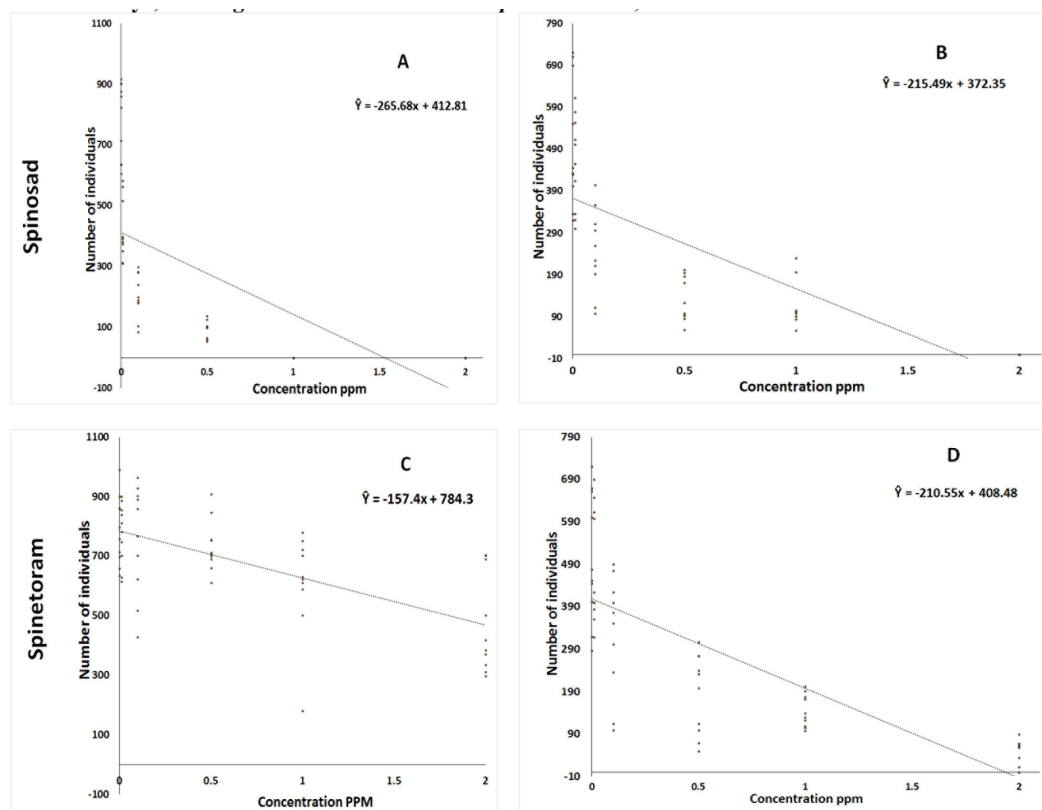 A
Ŷ = -265.68x + 412.81
Spinosad
Number of individuals
1100
900
700
500
300
100
-100
0
0.5
1
1.5
2
Concentration ppm
B
Ŷ = -215.49x + 372.35
Number of individuals
790
690
590
490
390
290
190
90
-10
0
0.5
1
1.5
2
Concentration ppm
C
Ŷ = -157.4x + 784.3
Spinetoram
Number of individuals
1100
900
700
500
300
100
-100
0
0.5
1
1.5
2
Concentration PPM
D
Ŷ = -210.55x + 408.48
Number of individuals
790
690
590
490
390
290
190
90
-10
0
0.5
1
1.5
2
Concentration ppm